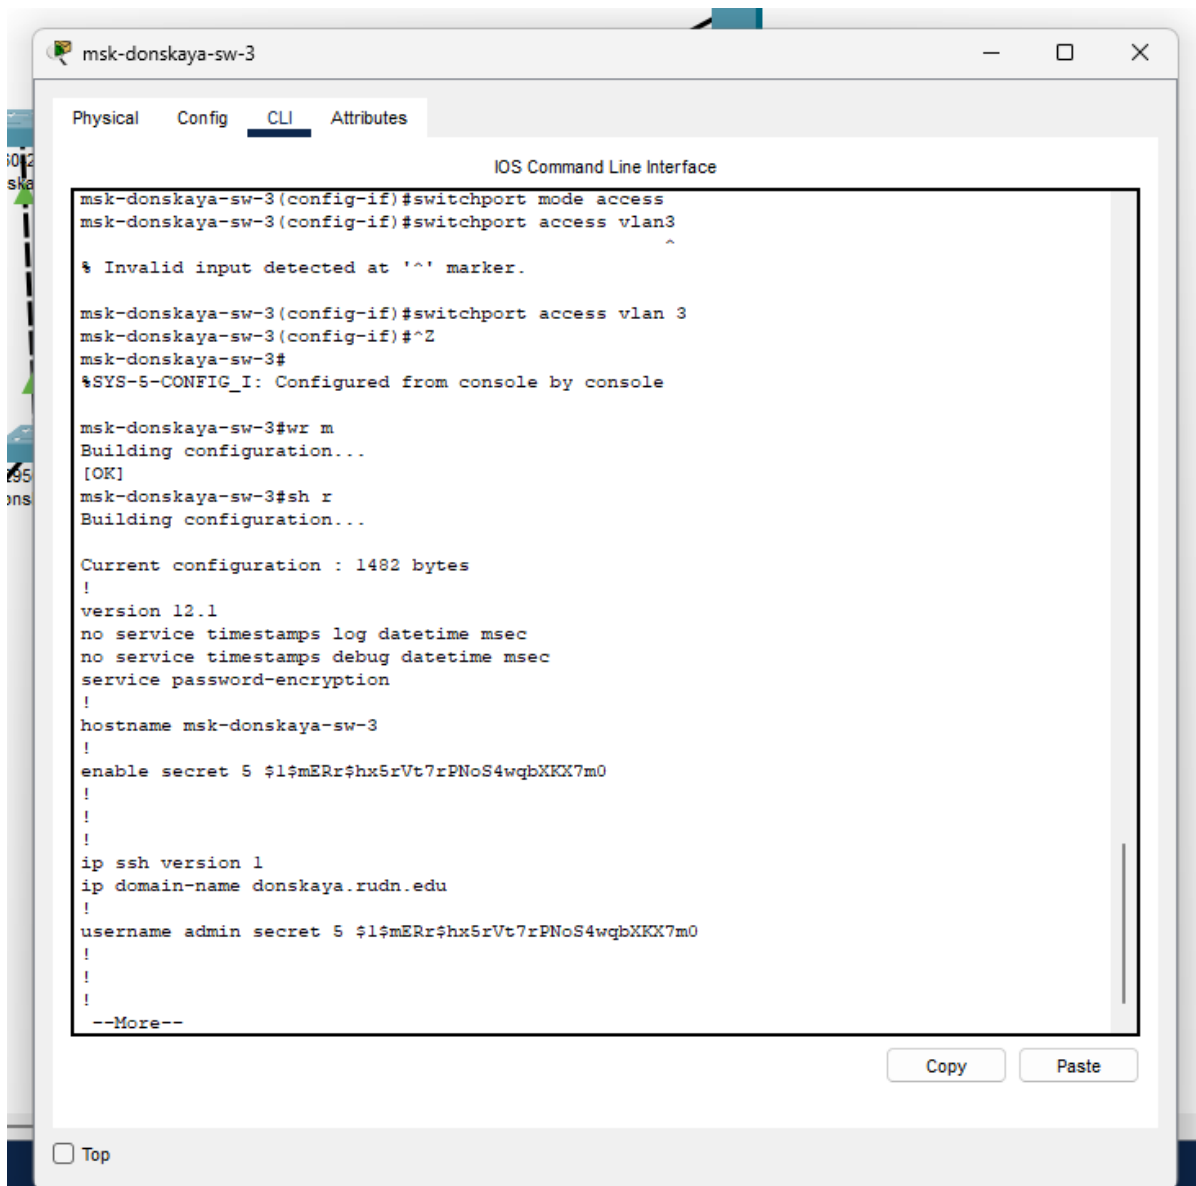 msk-donskaya-sw-3
Physical Config CLI Attributes
IOS Command Line Interface
msk-donskaya-sw-3(config-if)#switchport mode access
msk-donskaya-sw-3(config-if)#switchport access vlan3
^
% Invalid input detected at '^' marker.
msk-donskaya-sw-3(config-if)#switchport access vlan 3
msk-donskaya-sw-3(config-if)#^Z
msk-donskaya-sw-3#
%SYS-5-CONFIG_I: Configured from console by console
msk-donskaya-sw-3#wr m
Building configuration...
[OK]
msk-donskaya-sw-3#sh r
Building configuration...
Current configuration : 1482 bytes
!
version 12.1
no service timestamps log datetime msec
no service timestamps debug datetime msec
service password-encryption
!
hostname msk-donskaya-sw-3
!
enable secret 5 $1$mERr$hx5rVt7rPNoS4wqbXKX7m0
!
!
!
ip ssh version 1
ip domain-name donskaya.rudn.edu
!
username admin secret 5 $1$mERr$hx5rVt7rPNoS4wqbXKX7m0
!
!
!
--More--
Copy Paste
Top